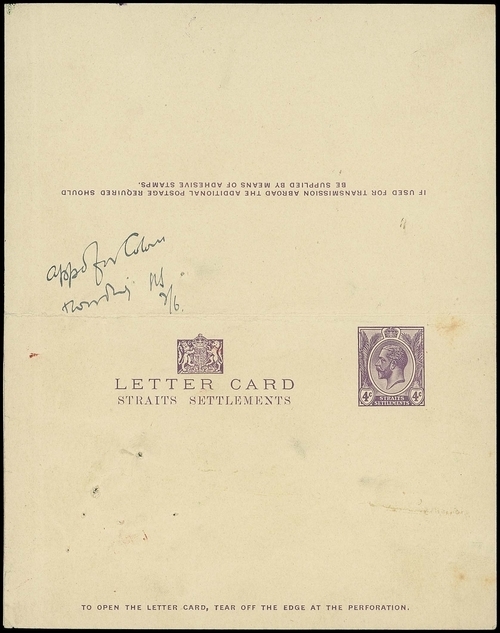 IF USED FOR TRANSMISSION ABROAD THE ADDITIONAL POSTAGE REQUIRED SHOULD
BE SUPPLIED BY MEANS OF ADHESIVE STAMPS.
appd for Colour
LETTER CARD
STRAITS SETTLEMENTS
4c STRAITS 4c
SETTLEMENTS
TO OPEN THE LETTER CARD, TEAR OFF THE EDGE AT THE PERFORATION.